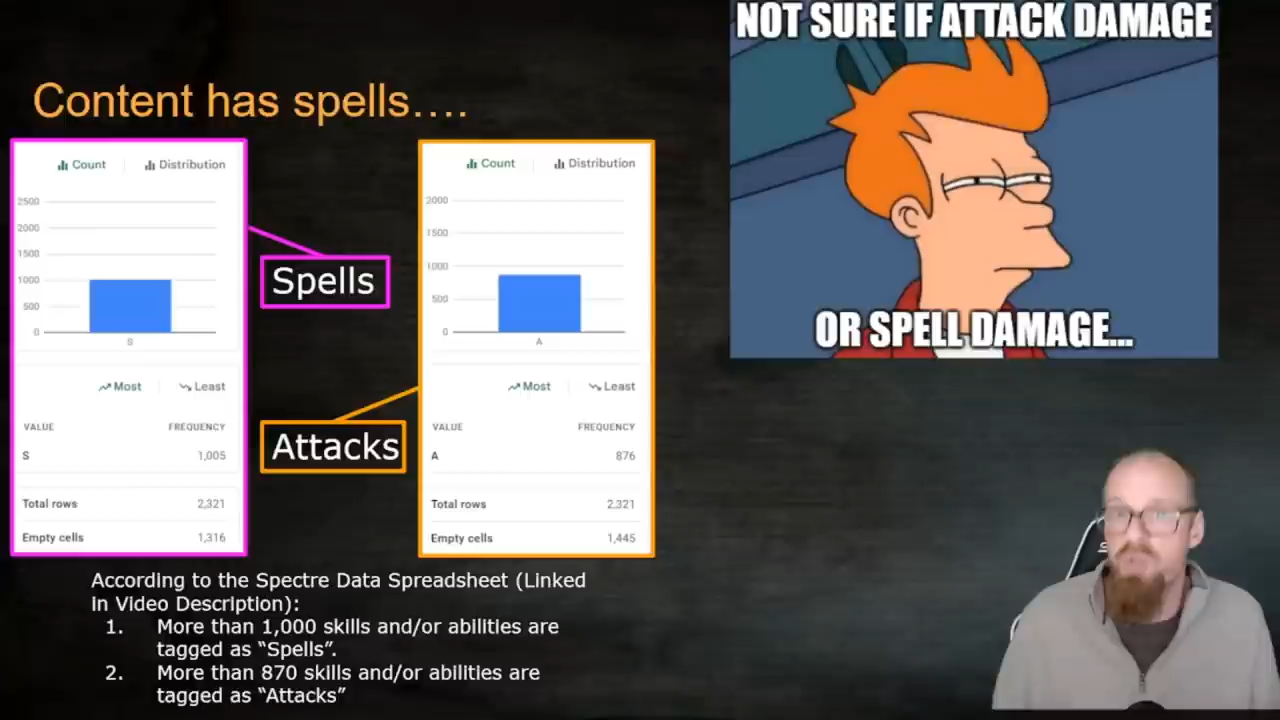 NOT SURE IF ATTACK DAMAGE
OR SPELL DAMAGE...
Content has spells....
Count
Distribution
2500
2000
1500
1000
500
0
S
Most
Least
VALUE
FREQUENCY
S
1,005
Total rows
2,321
Empty cells
1,316
Spells
Attacks
Count
Distribution
2000
1500
1000
500
0
A
Most
Least
VALUE
FREQUENCY
A
876
Total rows
2,321
Empty cells
1,445
According to the Spectre Data Spreadsheet (Linked
in Video Description):
1. More than 1,000 skills and/or abilities are
tagged as “Spells”.
2. More than 870 skills and/or abilities are
tagged as “Attacks”